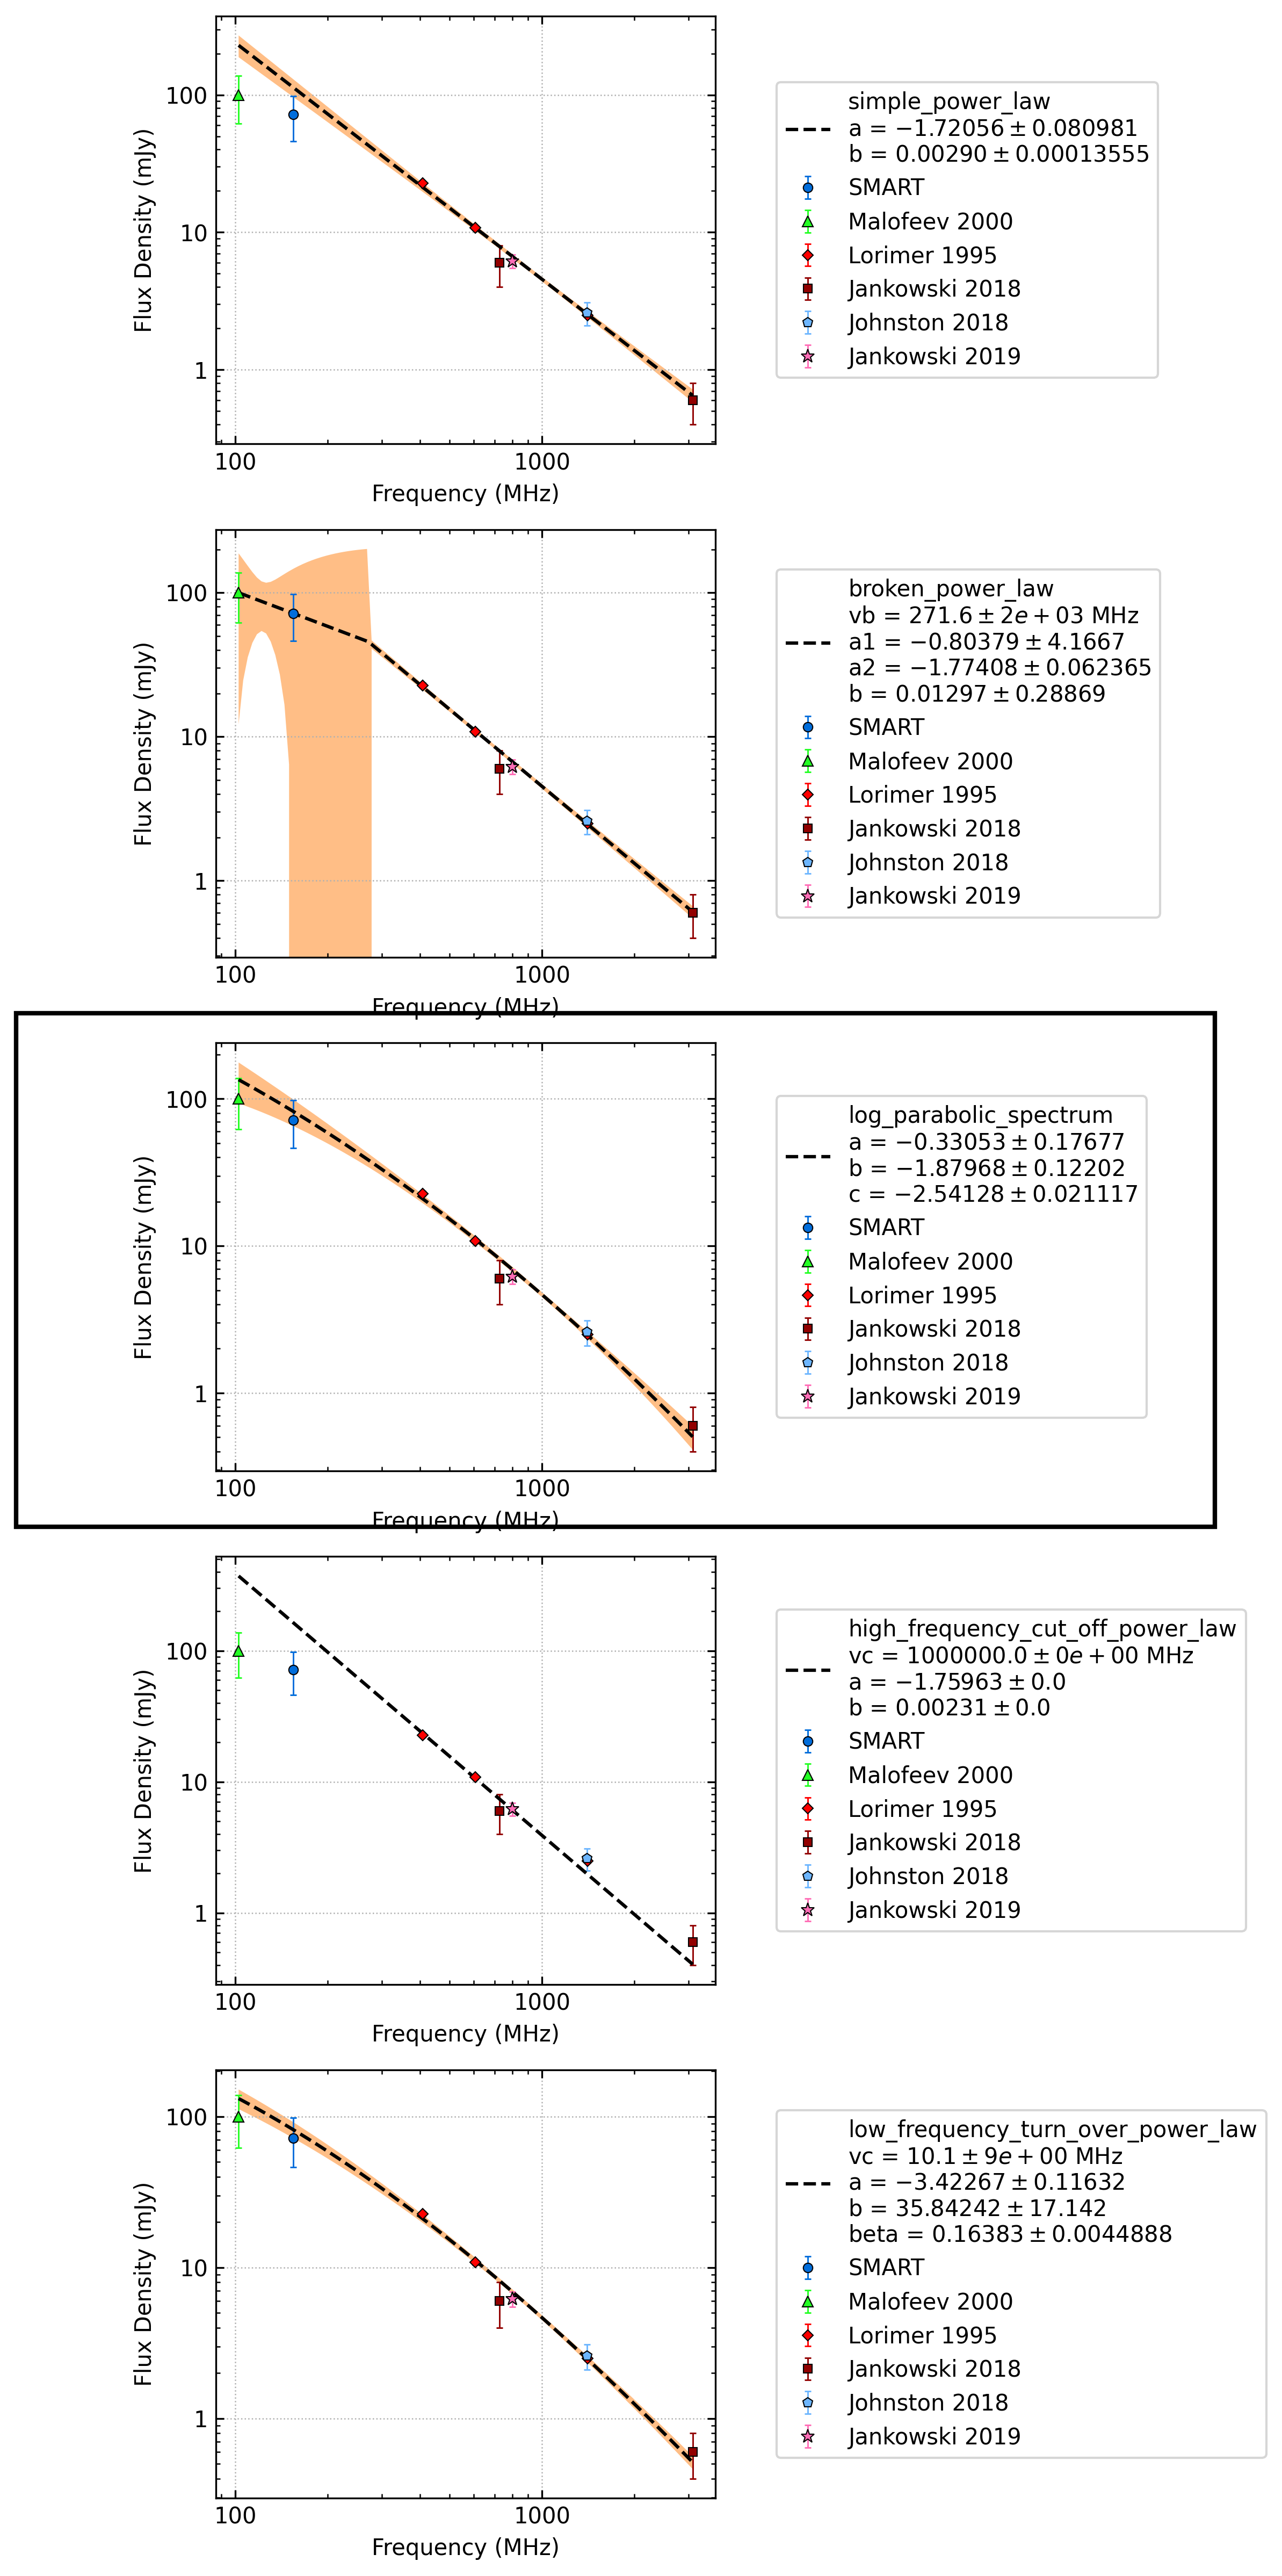 100
10
1
Flux Density (mJy)
100 1000
Frequency (MHz)
simple_power_law
a = −1.72056 ± 0.080981
b = 0.00290 ± 0.00013555
SMART
Malofeev 2000
Lorimer 1995
Jankowski 2018
Johnston 2018
Jankowski 2019
100
10
1
Flux Density (mJy)
100 1000
Frequency (MHz)
broken_power_law
vb = 271.6 ± 2e + 03 MHz
a1 = −0.80379 ± 4.1667
a2 = −1.77408 ± 0.062365
b = 0.01297 ± 0.28869
SMART
Malofeev 2000
Lorimer 1995
Jankowski 2018
Johnston 2018
Jankowski 2019
100
10
1
Flux Density (mJy)
100 1000
Frequency (MHz)
log_parabolic_spectrum
a = −0.33053 ± 0.17677
b = −1.87968 ± 0.12202
c = −2.54128 ± 0.021117
SMART
Malofeev 2000
Lorimer 1995
Jankowski 2018
Johnston 2018
Jankowski 2019
100
10
1
Flux Density (mJy)
100 1000
Frequency (MHz)
high_frequency_cut_off_power_law
vc = 1000000.0 ± 0e + 00 MHz
a = −1.75963 ± 0.0
b = 0.00231 ± 0.0
SMART
Malofeev 2000
Lorimer 1995
Jankowski 2018
Johnston 2018
Jankowski 2019
100
10
1
Flux Density (mJy)
100 1000
Frequency (MHz)
low_frequency_turn_over_power_law
vc = 10.1 ± 9e + 00 MHz
a = −3.42267 ± 0.11632
b = 35.84242 ± 17.142
beta = 0.16383 ± 0.0044888
SMART
Malofeev 2000
Lorimer 1995
Jankowski 2018
Johnston 2018
Jankowski 2019